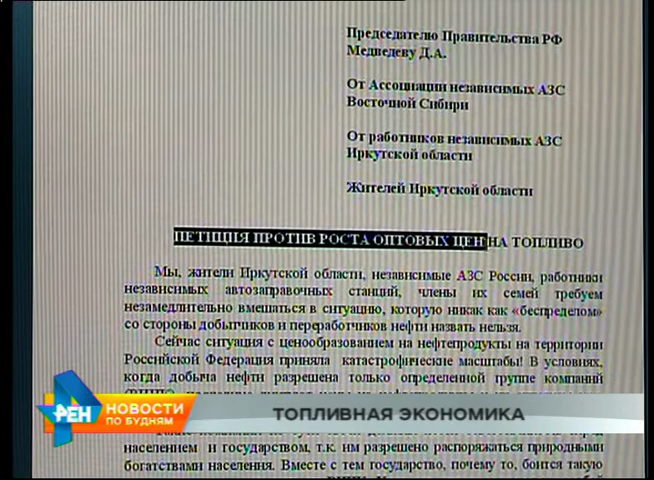 Председателю Правительства РФ
Медведеву Д.А.
От Ассоциации независимых АЗС
Восточной Сибири
От работников независимых АЗС
Иркутской области
Жителей Иркутской области
ПЕТИЦИЯ ПРОТИВ РОСТА ОПТОВЫХ ЦЕН НА ТОПЛИВО
Мы, жители Иркутской области, независимые АЗС России, работники
независимых автозаправочных станций, члены их семей требуем
незамедлительно вмешаться в ситуацию, которую никак как «беспределом»
со стороны добытчиков и переработчиков нефти назвать нельзя.
Сейчас ситуация с ценообразованием на нефтепродукты на территории
Российской Федерация приняла катастрофические масштабы! В условиях,
когда добыча нефти разрешена только определенной группе компаний
РЕН НОВОСТИ
ПО БУДНЯМ
ТОПЛИВНАЯ ЭКОНОМИКА
населением и государством, т.к. им разрешено распоряжаться природными
богатствами населения. Вместе с тем государство, почему то, боится такую